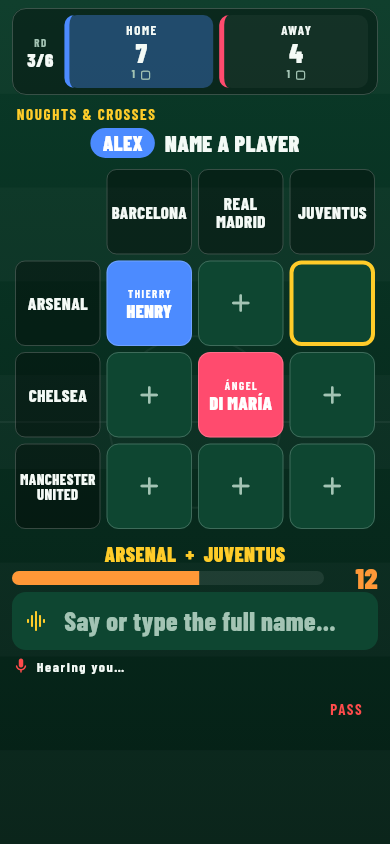 RD
3/6
HOME
7
1
AWAY
4
1
NOUGHTS & CROSSES
ALEX NAME A PLAYER
BARCELONA
REAL
MADRID
JUVENTUS
ARSENAL
THIERRY
HENRY
+
CHELSEA
+
ÁNGEL
DI MARÍA
+
MANCHESTER
UNITED
+
+
+
ARSENAL + JUVENTUS
12
Say or type the full name...
Hearing you...
PASS